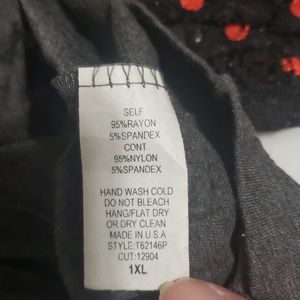 SELF
95%RAYON
5%SPANDEX
CONT
95%NYLON
5%SPANDEX
HAND WASH COLD
DO NOT BLEACH
HANG/FLAT DRY
OR DRY CLEAN
MADE IN U.S.A
STYLE:T62146P
CUT:12904
1XL